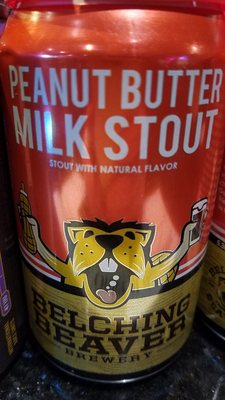 PEANUT BUTTER
MILK STOUT
STOUT WITH NATURAL FLAVOR
BELCHING
BEAVER
BREWERY